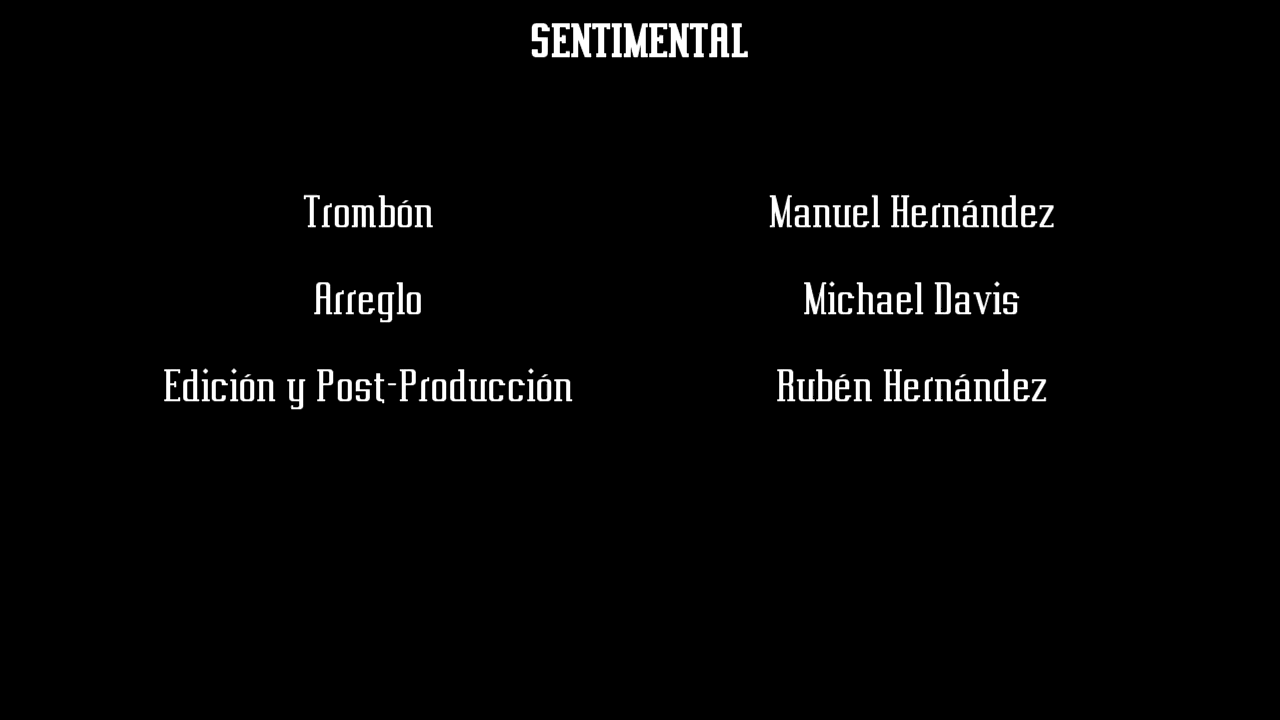 SENTIMENTAL
Trombón Manuel Hernández
Arreglo Michael Davis
Edición y Post-Producción Rubén Hernández